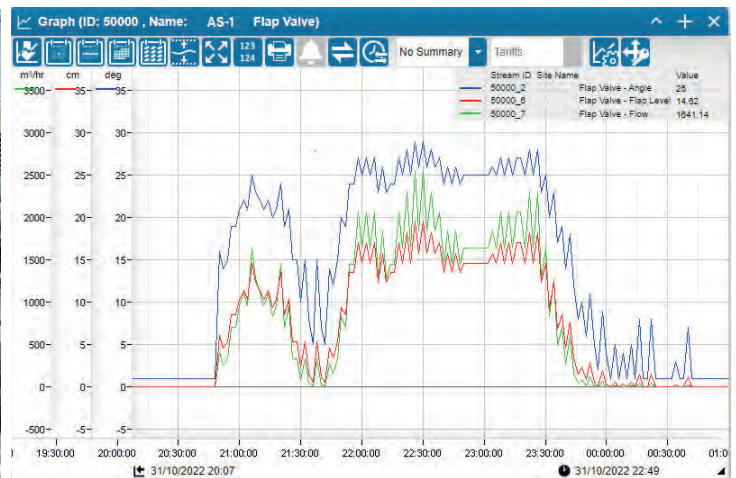 Graph (ID: 50000 , Name: AS-1 Flap Valve)
123
124
No Summary
Tariffs
Stream ID Site Name Value
50000_2 Flap Valve - Angle 25
50000_6 Flap Valve - Flap Level 14.62
50000_7 Flap Valve - Flow 1641.14
m³/hr cm deg
3500 35 35
3000 30 30
2500 25 25
2000 20 20
1500 15 15
1000 10 10
500 5 5
0 0 0
-500 -5 -5
19:30:00 20:00:00 20:30:00 21:00:00 21:30:00 22:00:00 22:30:00 23:00:00 23:30:00 00:00:00 00:30:00 01:0
31/10/2022 20:07 31/10/2022 22:49